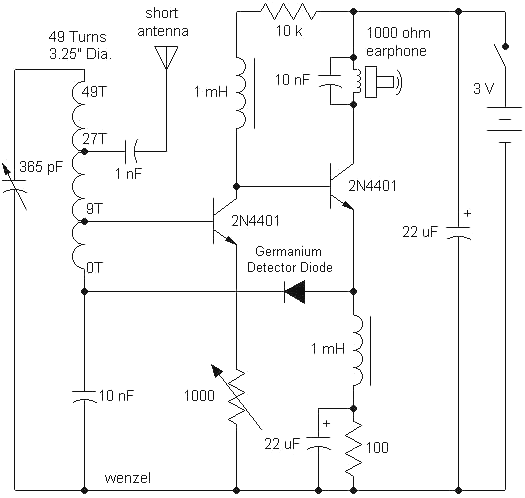 short
antenna
49 Turns
3.25" Dia.
10 k
1000 ohm
earphone
49T
1 mH
10 nF
3 V
27T
365 pF
1 nF
2N4401
9T
2N4401
+
22 uF
Germanium
Detector Diode
0T
1 mH
10 nF
1000
+
22 uF
100
wenzel